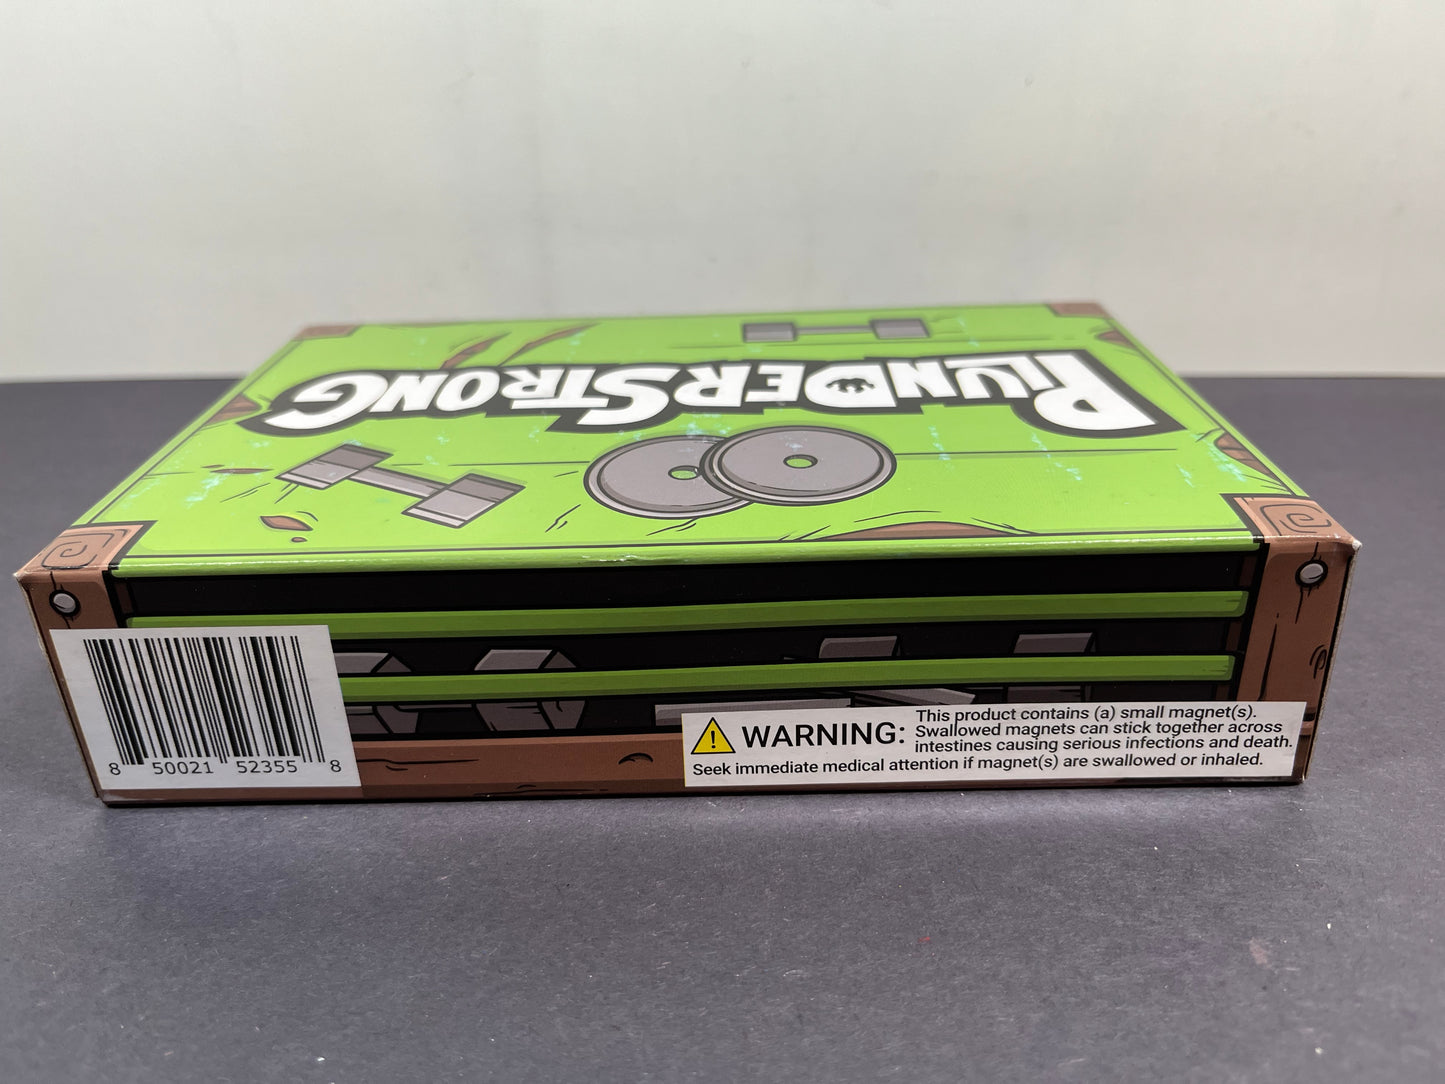 PLUNDERSTRONG
8 50021 52355 8
WARNING:
This product contains (a) small magnet(s).
Swallowed magnets can stick together across
intestines causing serious infections and death.
Seek immediate medical attention if magnet(s) are swallowed or inhaled.